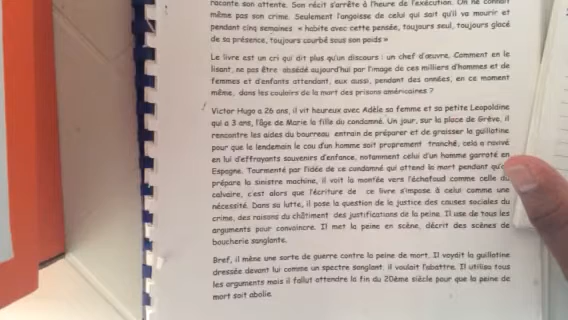 raconte son attente. Son récit s'arrête à l'heure de l'exécution. On ne connaît
même pas son crime. Seulement l'angoisse de celui qui sait qu'il va mourir et
pendant cinq semaines « habite avec cette pensée, toujours seul, toujours glacé
de sa présence, toujours courbé sous son poids »
Le livre est un cri qui dit plus qu'un discours : un chef d'œuvre. Comment en le
lisant, ne pas être obsédé aujourd'hui par l'image de ces milliers d'hommes et de
femmes et d'enfants attendant, eux aussi, pendant des années, en ce moment
même, dans les couloirs de la mort des prisons américaines ?
Victor Hugo a 26 ans, il vit heureux avec Adèle sa femme et sa petite Léopoldine
qui a 3 ans, l'âge de Marie la fille du condamné. Un jour, sur la place de Grève, il
rencontre les aides du bourreau entrain de préparer et de graisser la guillotine
pour que le lendemain le cou d'un homme soit proprement tranché, cela a ravivé
en lui d'effrayants souvenirs d'enfance, notamment celui d'un homme garroté en
Espagne. Tourmenté par l'idée de ce condamné qui attend la mort pendant qu'on
prépare la sinistre machine, il voit la montée vers l'échafaud comme celle du
calvaire, c'est alors que l'écriture de ce livre s'impose à celui comme une
nécessité. Dans sa lutte, il pose la question de la justice des causes sociales du
crime, des raisons du châtiment des justifications de la peine. Il use de tous les
arguments pour convaincre. Il met la peine en scène, décrit des scènes de
boucherie sanglante.
Bref, il mène une sorte de guerre contre la peine de mort. Il voyait la guillotine
dressée devant lui comme un spectre sanglant il voulait l'abattre. Il utilisa tous
les arguments mais il fallut attendre la fin du 20ème siècle pour que la peine de
mort soit abolie.